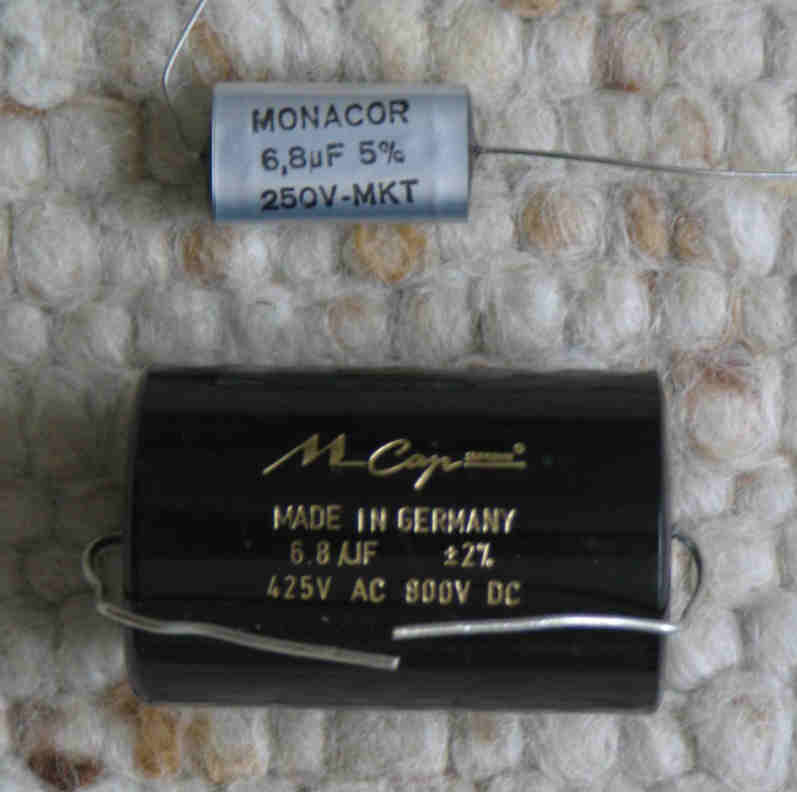 MONACOR
6,8µF 5%
250V-MKT
M-Cap
MADE IN GERMANY
6.8 µF ±2%
425V AC 800V DC